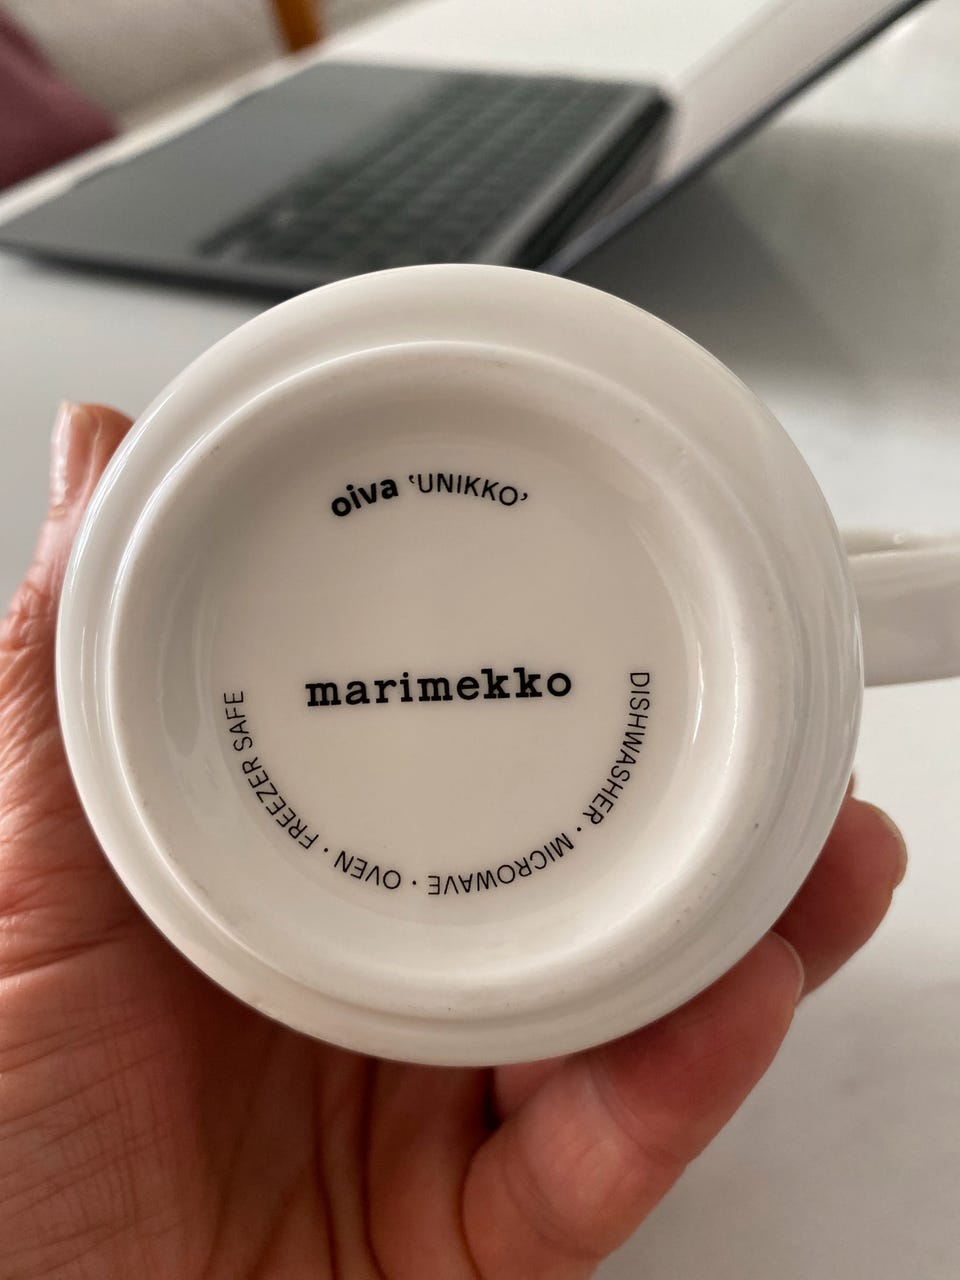 oiva ‘UNIKKO’
marimekko
DISHWASHER · MICROWAVE · OVEN · FREEZER SAFE